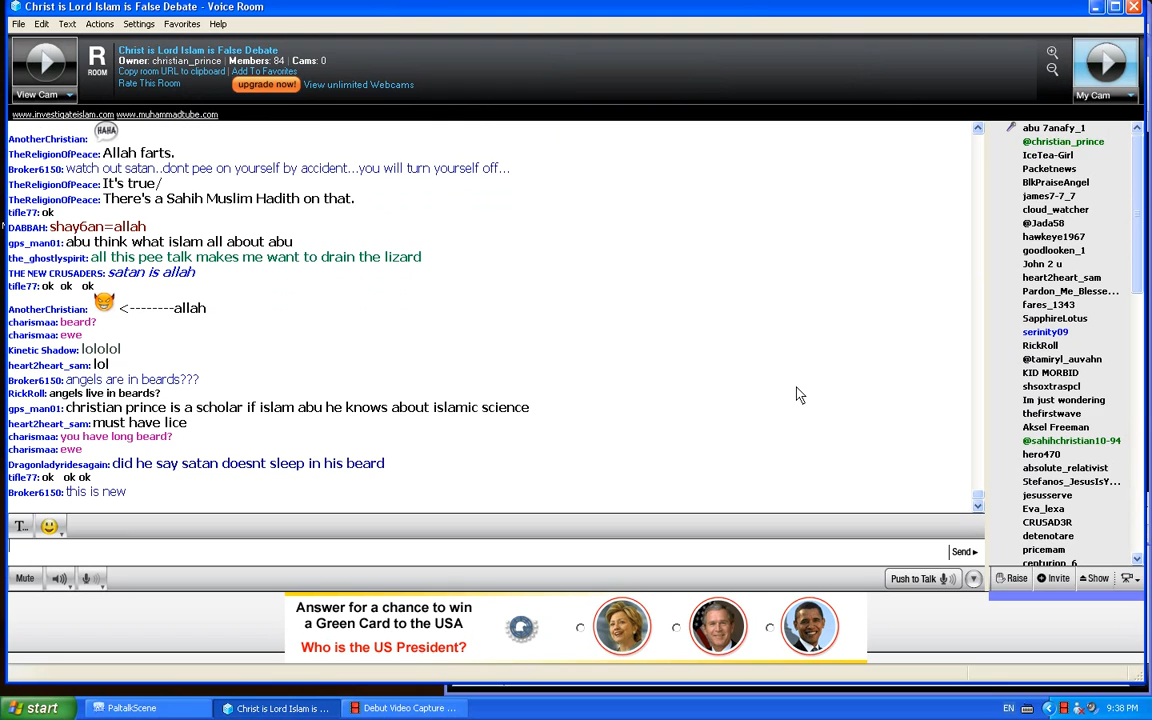 Christ is Lord Islam is False Debate - Voice Room
File Edit Text Actions Settings Favorites Help
R
ROOM
Christ is Lord Islam is False Debate
Owner: christian_prince | Members: 84 | Cams: 0
Copy room URL to clipboard | Add To Favorites
Rate This Room
upgrade now! View unlimited Webcams
View Cam
My Cam
www.investigateislam.com www.muhammadtube.com
AnotherChristian: HAHA
TheReligionOfPeace: Allah farts.
Broker6150: watch out satan..dont pee on yourself by accident...you will turn yourself off...
TheReligionOfPeace: It's true/
TheReligionOfPeace: There's a Sahih Muslim Hadith on that.
tifle77: ok
DABBAH: shay6an=allah
gps_man01: abu think what islam all about abu
the_ghostlyspirit: all this pee talk makes me want to drain the lizard
THE NEW CRUSADERS: satan is allah
tifle77: ok ok ok
AnotherChristian: <--------allah
charismaa: beard?
charismaa: ewe
Kinetic Shadow: lololol
heart2heart_sam: lol
Broker6150: angels are in beards???
RickRoll: angels live in beards?
gps_man01: christian prince is a scholar if islam abu he knows about islamic science
heart2heart_sam: must have lice
charismaa: you have long beard?
charismaa: ewe
Dragonladyridesagain: did he say satan doesnt sleep in his beard
tifle77: ok ok ok
Broker6150: this is new
abu 7anafy_1
@christian_prince
IceTea-Girl
Packetnews
BlkPraiseAngel
james7-7_7
cloud_watcher
@Jada58
hawkeye1967
goodlooken_1
John 2 u
heart2heart_sam
Pardon_Me_Blesse...
fares_1343
SapphireLotus
serinity09
RickRoll
@tamiryl_auvahn
KID MORBID
shsoxtraspcl
Im just wondering
thefirstwave
Aksel Freeman
@sahihchristian10-94
hero470
absolute_relativist
Stefanos_JesusIsY...
jesusserve
Eva_lexa
CRUSAD3R
detenotare
pricemam
centurion_6
T...
Send
Mute
Push to Talk
Raise Invite Show
Answer for a chance to win
a Green Card to the USA
Who is the US President?
start PaltalkScene Christ is Lord Islam is ... Debut Video Capture ... EN 9:38 PM